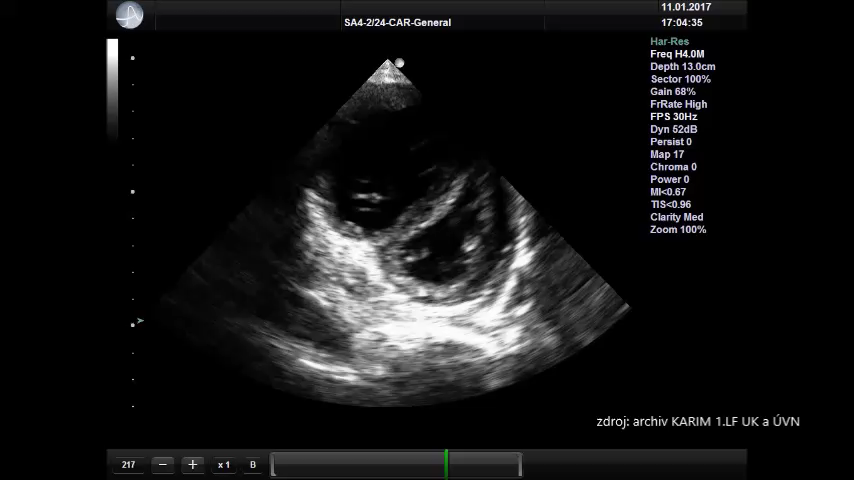 11.01.2017
SA4-2/24-CAR-General
17:04:35
Har-Res
Freq H4.0M
Depth 13.0cm
Sector 100%
Gain 68%
FrRate High
FPS 30Hz
Dyn 52dB
Persist 0
Map 17
Chroma 0
Power 0
MI<0.67
TIS<0.96
Clarity Med
Zoom 100%
zdroj: archiv KARIM 1.LF UK a ÚVN
217 − + x 1 B